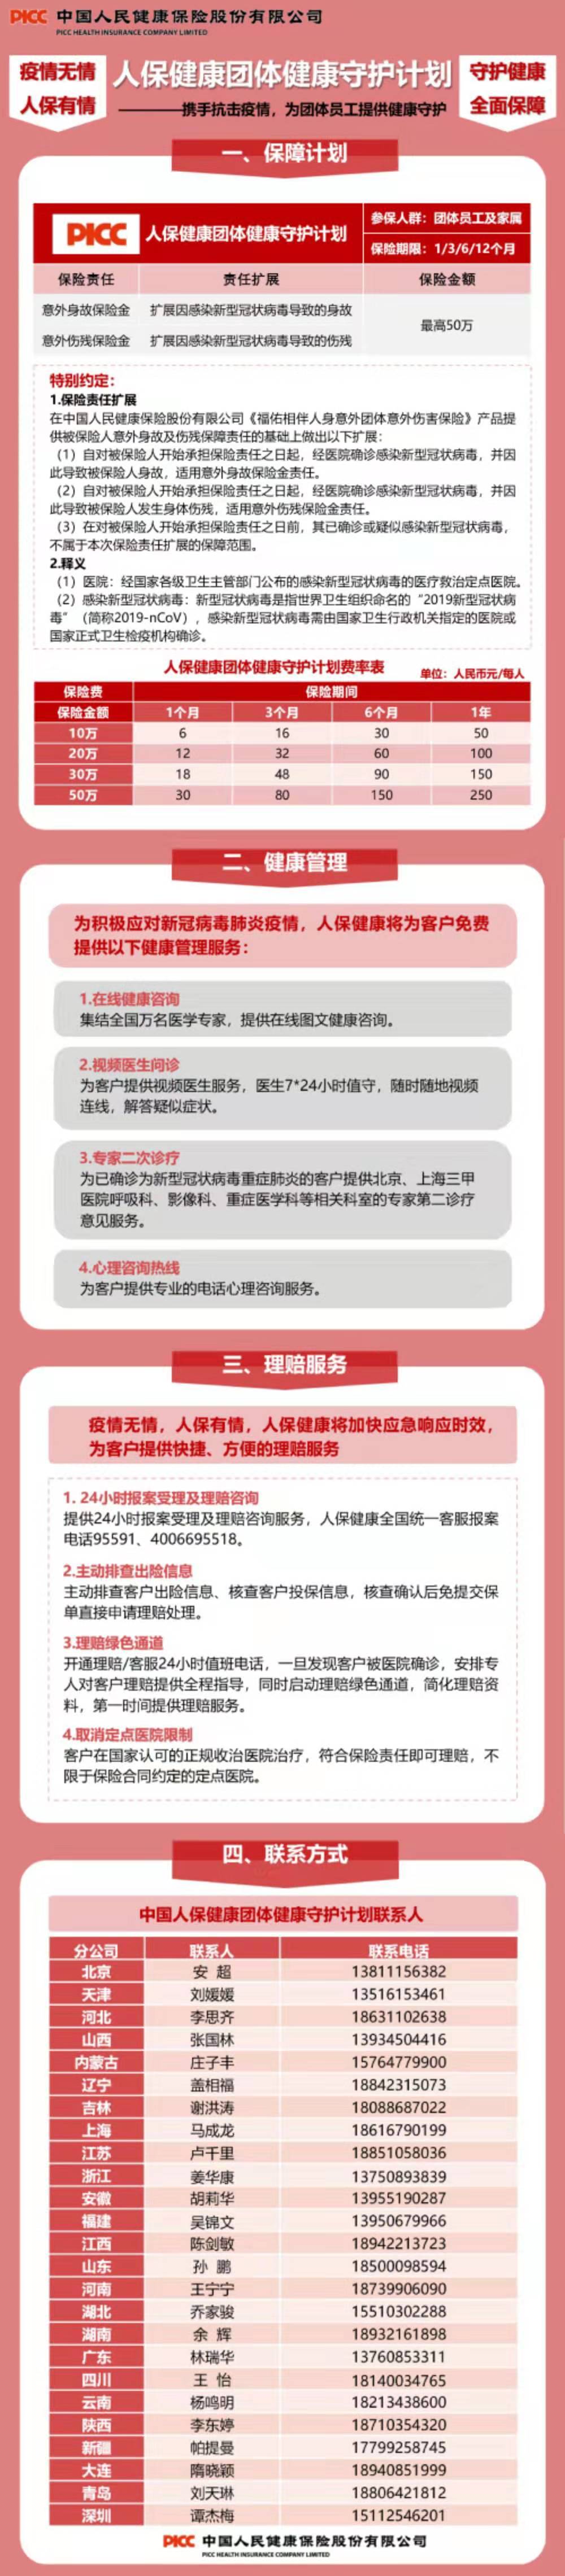 PICC 中国人民健康保险股份有限公司
PICC HEALTH INSURANCE COMPANY LIMITED
疫情无情
人保有情
人保健康团体健康守护计划
守护健康
全面保障
————携手抗击疫情，为团体员工提供健康守护
一、保障计划
PICC 人保健康团体健康守护计划
参保人群：团体员工及家属
保险期限：1/3/6/12个月
保险责任 责任扩展 保险金额
意外身故保险金 扩展因感染新型冠状病毒导致的身故
最高50万
意外伤残保险金 扩展因感染新型冠状病毒导致的伤残
特别约定：
1.保险责任扩展
在中国人民健康保险股份有限公司《福佑相伴人身意外团体意外伤害保险》产品提
供被保险人意外身故及伤残保障责任的基础上做出以下扩展：
（1）自对被保险人开始承担保险责任之日起，经医院确诊感染新型冠状病毒，并因
此导致被保险人身故，适用意外身故保险金责任。
（2）自对被保险人开始承担保险责任之日起，经医院确诊感染新型冠状病毒，并因
此导致被保险人发生身体伤残，适用意外伤残保险金责任。
（3）在对被保险人开始承担保险责任之日前，其已确诊或疑似感染新型冠状病毒，
不属于本次保险责任扩展的保障范围。
2.释义
（1）医院：经国家各级卫生主管部门公布的感染新型冠状病毒的医疗救治定点医院。
（2）感染新型冠状病毒：新型冠状病毒是指世界卫生组织命名的“2019新型冠状病
毒”（简称2019-nCoV），感染新型冠状病毒需由国家卫生行政机关指定的医院或
国家正式卫生检疫机构确诊。
人保健康团体健康守护计划费率表 单位：人民币元/每人
保险费 保险期间
保险金额 1个月 3个月 6个月 1年
10万 6 16 30 50
20万 12 32 60 100
30万 18 48 90 150
50万 30 80 150 250
二、健康管理
为积极应对新冠病毒肺炎疫情，人保健康将为客户免费
提供以下健康管理服务：
1.在线健康咨询
集结全国万名医学专家，提供在线图文健康咨询。
2.视频医生问诊
为客户提供视频医生服务，医生7*24小时值守，随时随地视频
连线，解答疑似症状。
3.专家二次诊疗
为已确诊为新型冠状病毒重症肺炎的客户提供北京、上海三甲
医院呼吸科、影像科、重症医学科等相关科室的专家第二诊疗
意见服务。
4.心理咨询热线
为客户提供专业的电话心理咨询服务。
三、理赔服务
疫情无情，人保有情，人保健康将加快应急响应时效，
为客户提供快捷、方便的理赔服务
1. 24小时报案受理及理赔咨询
提供24小时报案受理及理赔咨询服务，人保健康全国统一客服报案
电话95591、4006695518。
2.主动排查出险信息
主动排查客户出险信息、核查客户投保信息，核查确认后免提交保
单直接申请理赔处理。
3.理赔绿色通道
开通理赔/客服24小时值班电话，一旦发现客户被医院确诊，安排专
人对客户理赔提供全程指导，同时启动理赔绿色通道，简化理赔资
料，第一时间提供理赔服务。
4.取消定点医院限制
客户在国家认可的正规收治医院治疗，符合保险责任即可理赔，不
限于保险合同约定的定点医院。
四、联系方式
中国人保健康团体健康守护计划联系人
分公司 联系人 联系电话
北京 安 超 13811156382
天津 刘媛媛 13516153461
河北 李思齐 18631102638
山西 张国林 13934504416
内蒙古 庄子丰 15764779900
辽宁 盖相福 18842315073
吉林 谢洪涛 18088687022
上海 马成龙 18616790199
江苏 卢千里 18851058036
浙江 姜华康 13750893839
安徽 胡莉华 13955190287
福建 吴锦文 13950679966
江西 陈剑敏 18942213723
山东 孙 鹏 18500098594
河南 王宁宁 18739906090
湖北 乔家骏 15510302288
湖南 余 辉 18932161898
广东 林瑞华 13760853311
四川 王 怡 18140034765
云南 杨鸣明 18213438600
陕西 李东婷 18710354320
新疆 帕提曼 17799258745
大连 隋晓颖 18940851999
青岛 刘天琳 18806421812
深圳 谭杰梅 15112546201
PICC 中国人民健康保险股份有限公司
PICC HEALTH INSURANCE COMPANY LIMITED